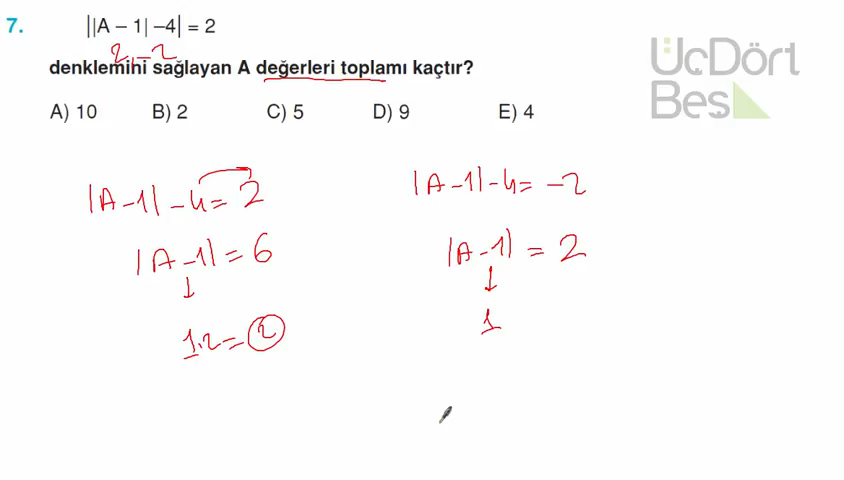 7. ||A – 1| –4| = 2
2, -2
denklemini sağlayan A değerleri toplamı kaçtır?
A) 10 B) 2 C) 5 D) 9 E) 4
ÜçDört
Beş
|A -1| - 4 = 2
|A -1| - 4 = -2
|A -1| = 6
|A -1| = 2
1.2 = 2
1